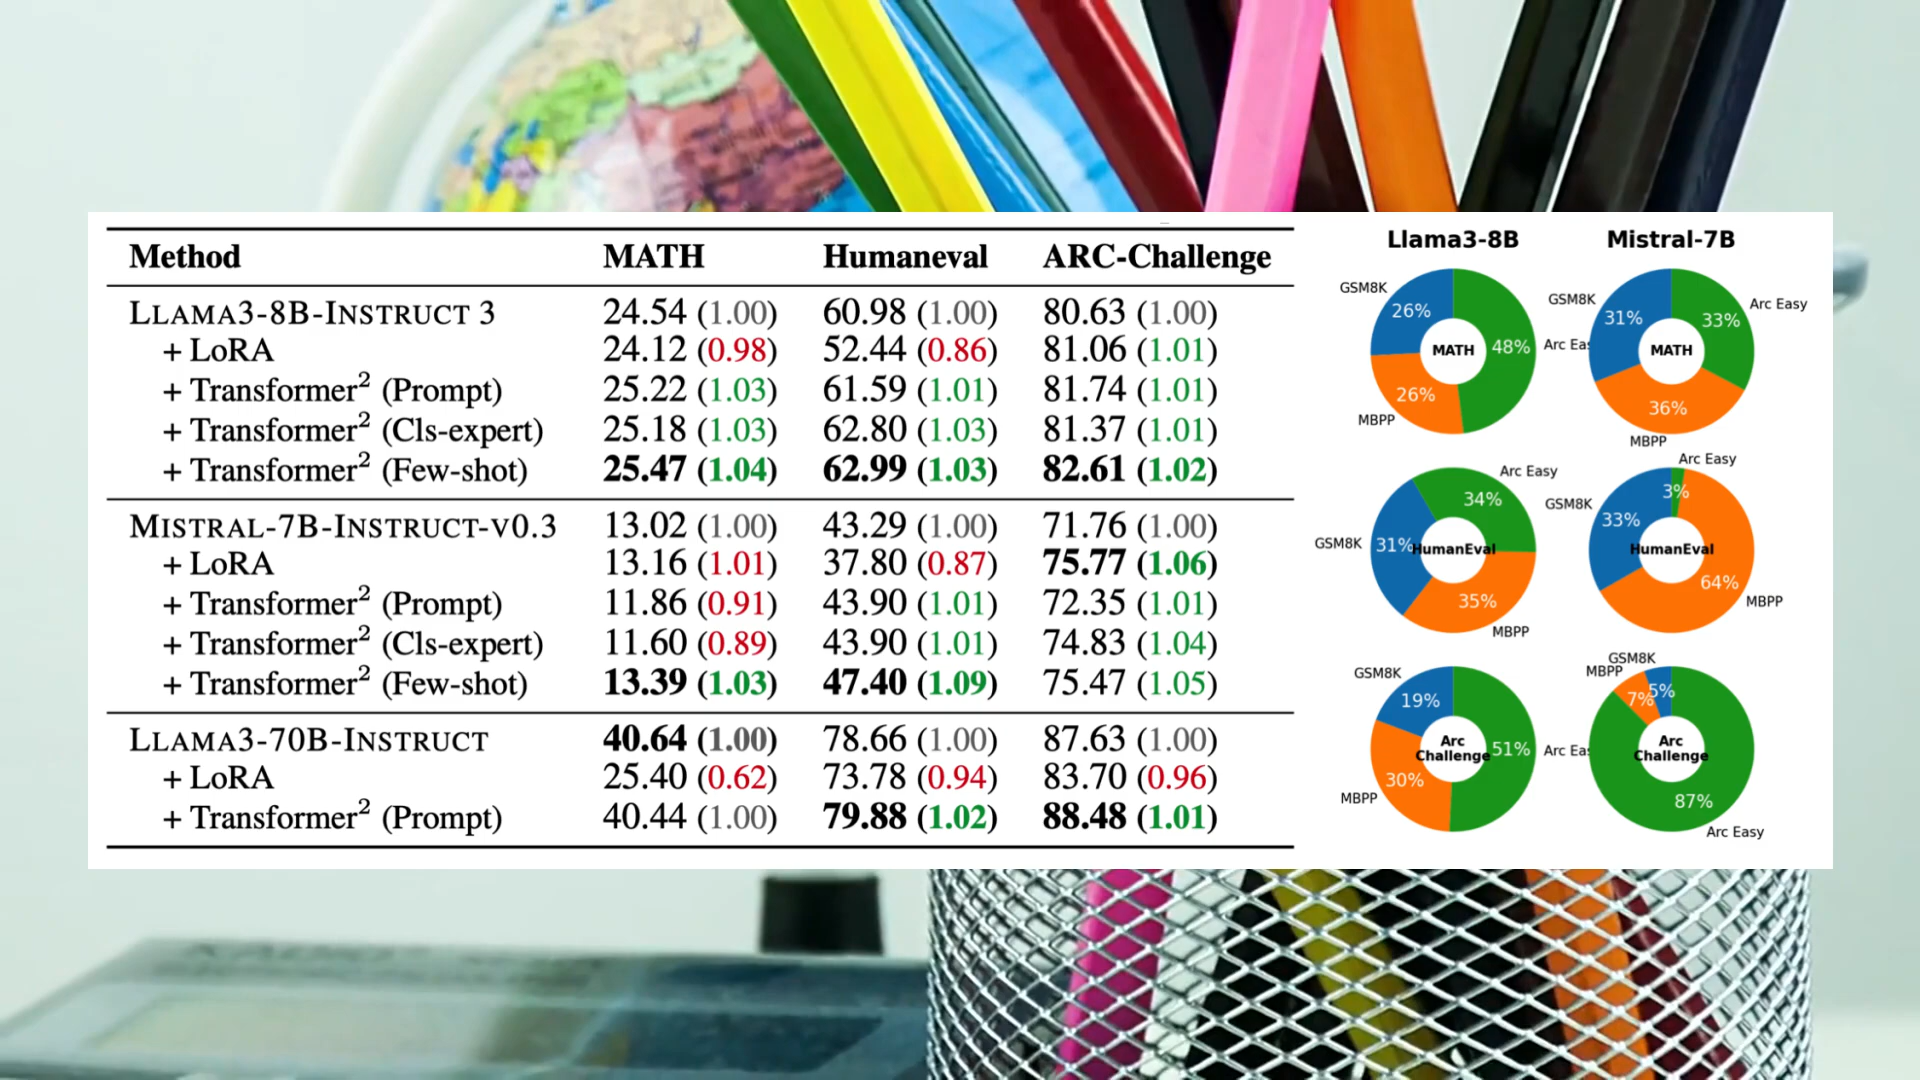 Method MATH Humaneval ARC-Challenge
LLAMA3-8B-INSTRUCT 3 24.54 (1.00) 60.98 (1.00) 80.63 (1.00)
+ LoRA 24.12 (0.98) 52.44 (0.86) 81.06 (1.01)
+ Transformer² (Prompt) 25.22 (1.03) 61.59 (1.01) 81.74 (1.01)
+ Transformer² (Cls-expert) 25.18 (1.03) 62.80 (1.03) 81.37 (1.01)
+ Transformer² (Few-shot) 25.47 (1.04) 62.99 (1.03) 82.61 (1.02)
MISTRAL-7B-INSTRUCT-V0.3 13.02 (1.00) 43.29 (1.00) 71.76 (1.00)
+ LoRA 13.16 (1.01) 37.80 (0.87) 75.77 (1.06)
+ Transformer² (Prompt) 11.86 (0.91) 43.90 (1.01) 72.35 (1.01)
+ Transformer² (Cls-expert) 11.60 (0.89) 43.90 (1.01) 74.83 (1.04)
+ Transformer² (Few-shot) 13.39 (1.03) 47.40 (1.09) 75.47 (1.05)
LLAMA3-70B-INSTRUCT 40.64 (1.00) 78.66 (1.00) 87.63 (1.00)
+ LoRA 25.40 (0.62) 73.78 (0.94) 83.70 (0.96)
+ Transformer² (Prompt) 40.44 (1.00) 79.88 (1.02) 88.48 (1.01)
Llama3-8B
GSM8K
26%
MATH
48%
Arc Eas
26%
MBPP
Arc Easy
34%
GSM8K
31%
HumanEval
35%
MBPP
GSM8K
19%
Arc
Challenge
51%
Arc Eas
30%
MBPP
Mistral-7B
GSM8K
31%
33%
Arc Easy
MATH
36%
MBPP
Arc Easy
3%
GSM8K
33%
HumanEval
64%
MBPP
GSM8K
MBPP
5%
7%
Arc
Challenge
87%
Arc Easy